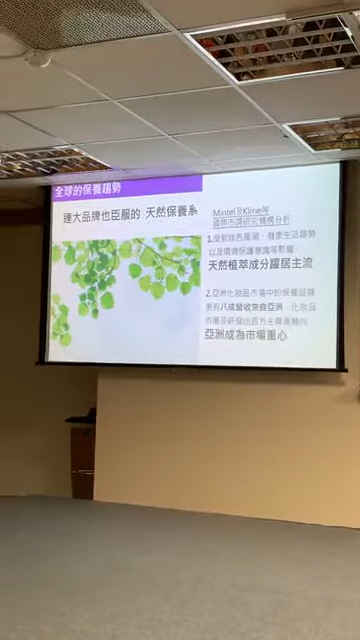 全球的保養趨勢
連大品牌也臣服的 天然保養系
Mintel及Kline等
國際市調研究機構分析
1.受到綠色風潮、健康生活趨勢
以及環境保護意識等影響，
天然植萃成分躍居主流
2.亞洲化妝品市場中的保養品類
更有八成營收來自亞洲，化妝品
亞洲成為市場重心